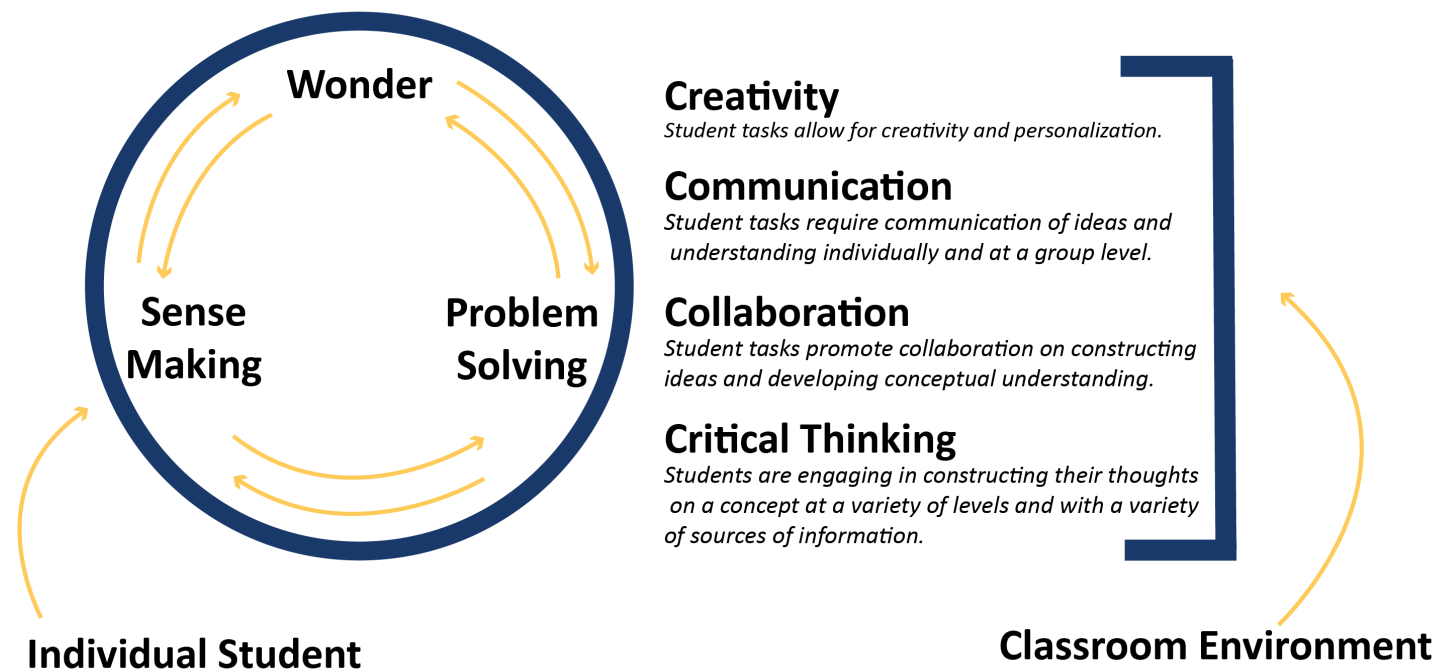 Wonder
Sense
Making
Problem
Solving
Individual Student
Creativity
Student tasks allow for creativity and personalization.
Communication
Student tasks require communication of ideas and
understanding individually and at a group level.
Collaboration
Student tasks promote collaboration on constructing
ideas and developing conceptual understanding.
Critical Thinking
Students are engaging in constructing their thoughts
on a concept at a variety of levels and with a variety
of sources of information.
Classroom Environment